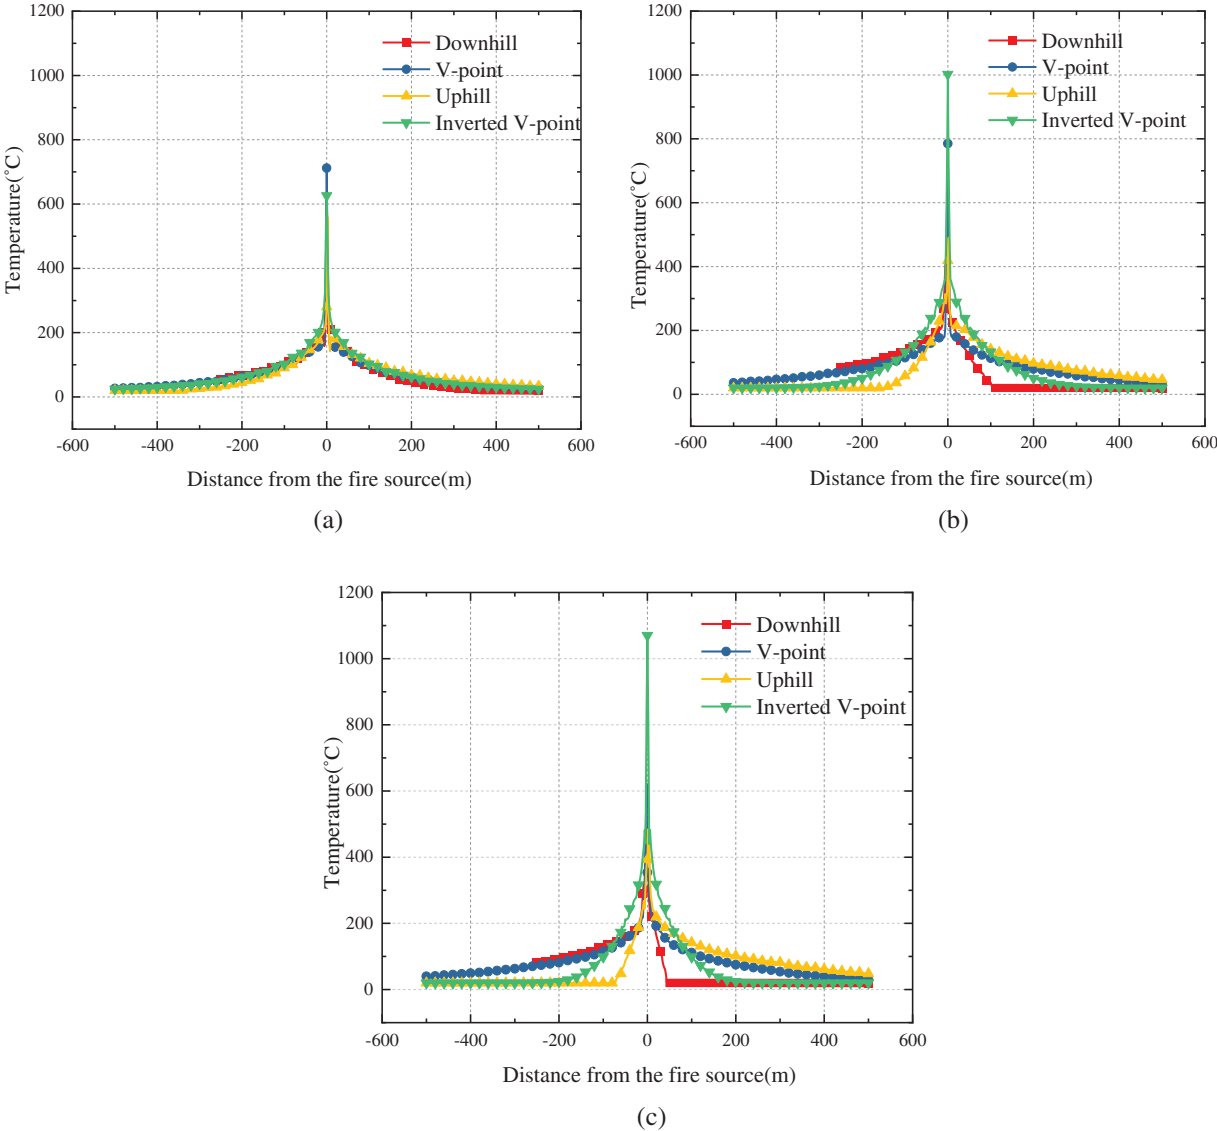 1200
1000
800
600
400
200
0
Temperature(°C)
Downhill
V-point
Uphill
Inverted V-point
-600 -400 -200 0 200 400 600
Distance from the fire source(m)
(a)
1200
1000
800
600
400
200
0
Temperature(°C)
Downhill
V-point
Uphill
Inverted V-point
-600 -400 -200 0 200 400 600
Distance from the fire source(m)
(b)
1200
1000
800
600
400
200
0
Temperature(°C)
Downhill
V-point
Uphill
Inverted V-point
-600 -400 -200 0 200 400 600
Distance from the fire source(m)
(c)